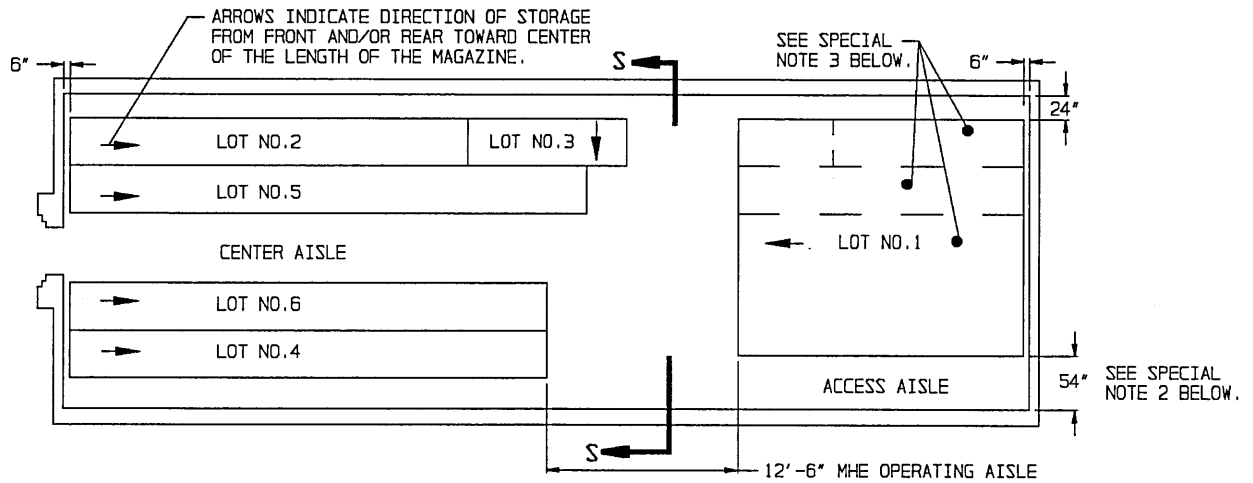 ARROWS INDICATE DIRECTION OF STORAGE
FROM FRONT AND/OR REAR TOWARD CENTER
OF THE LENGTH OF THE MAGAZINE.
6"
S
SEE SPECIAL
NOTE 3 BELOW.
6"
24"
LOT NO.2
LOT NO.3
LOT NO.5
LOT NO.1
CENTER AISLE
LOT NO.6
LOT NO.4
ACCESS AISLE
54"
SEE SPECIAL
NOTE 2 BELOW.
S
12'-6" MHE OPERATING AISLE